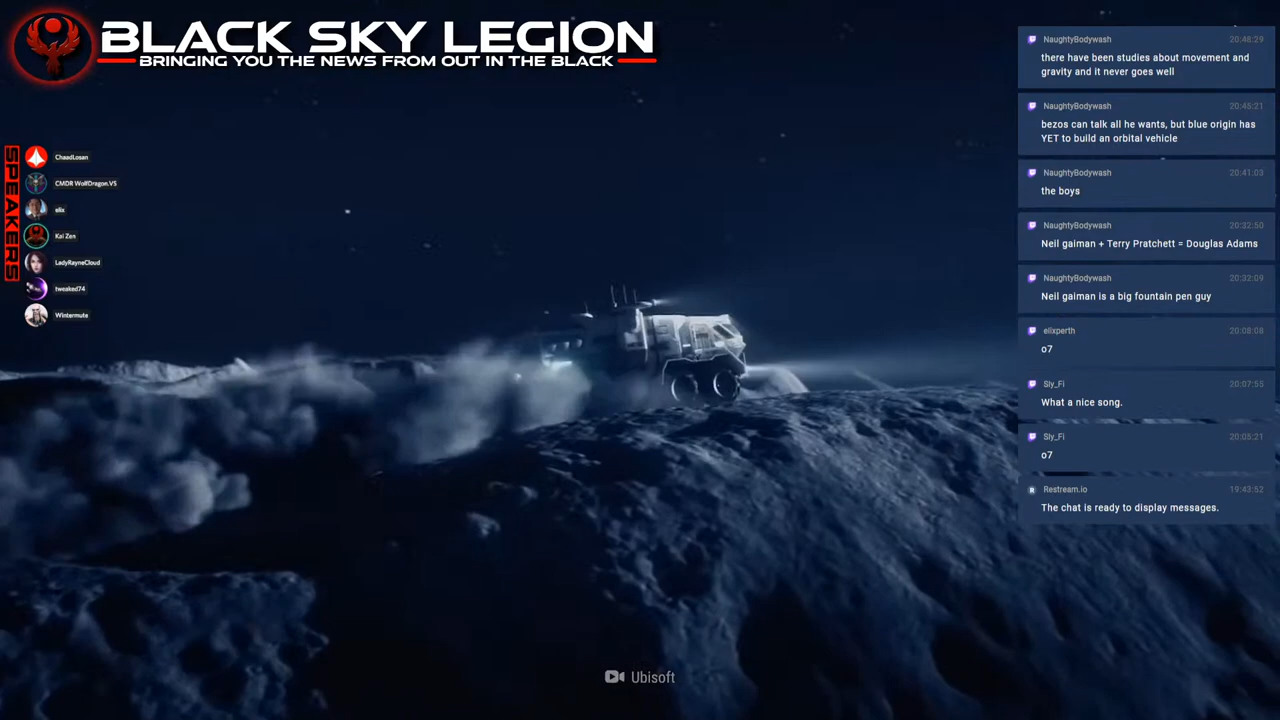 BLACK SKY LEGION
BRINGING YOU THE NEWS FROM OUT IN THE BLACK
SPEAKERS
ChaadLosan
CMDR WolfDragon.VS
elix
Kai Zen
LadyRayneCloud
tweaked74
Wintermute
NaughtyBodywash 20:48:29
there have been studies about movement and
gravity and it never goes well
NaughtyBodywash 20:45:21
bezos can talk all he wants, but blue origin has
YET to build an orbital vehicle
NaughtyBodywash 20:41:03
the boys
NaughtyBodywash 20:32:50
Neil gaiman + Terry Pratchett = Douglas Adams
NaughtyBodywash 20:32:09
Neil gaiman is a big fountain pen guy
elixperth 20:08:08
o7
Sly_Fi 20:07:55
What a nice song.
Sly_Fi 20:05:21
o7
Restream.io 19:43:52
The chat is ready to display messages.
Ubisoft